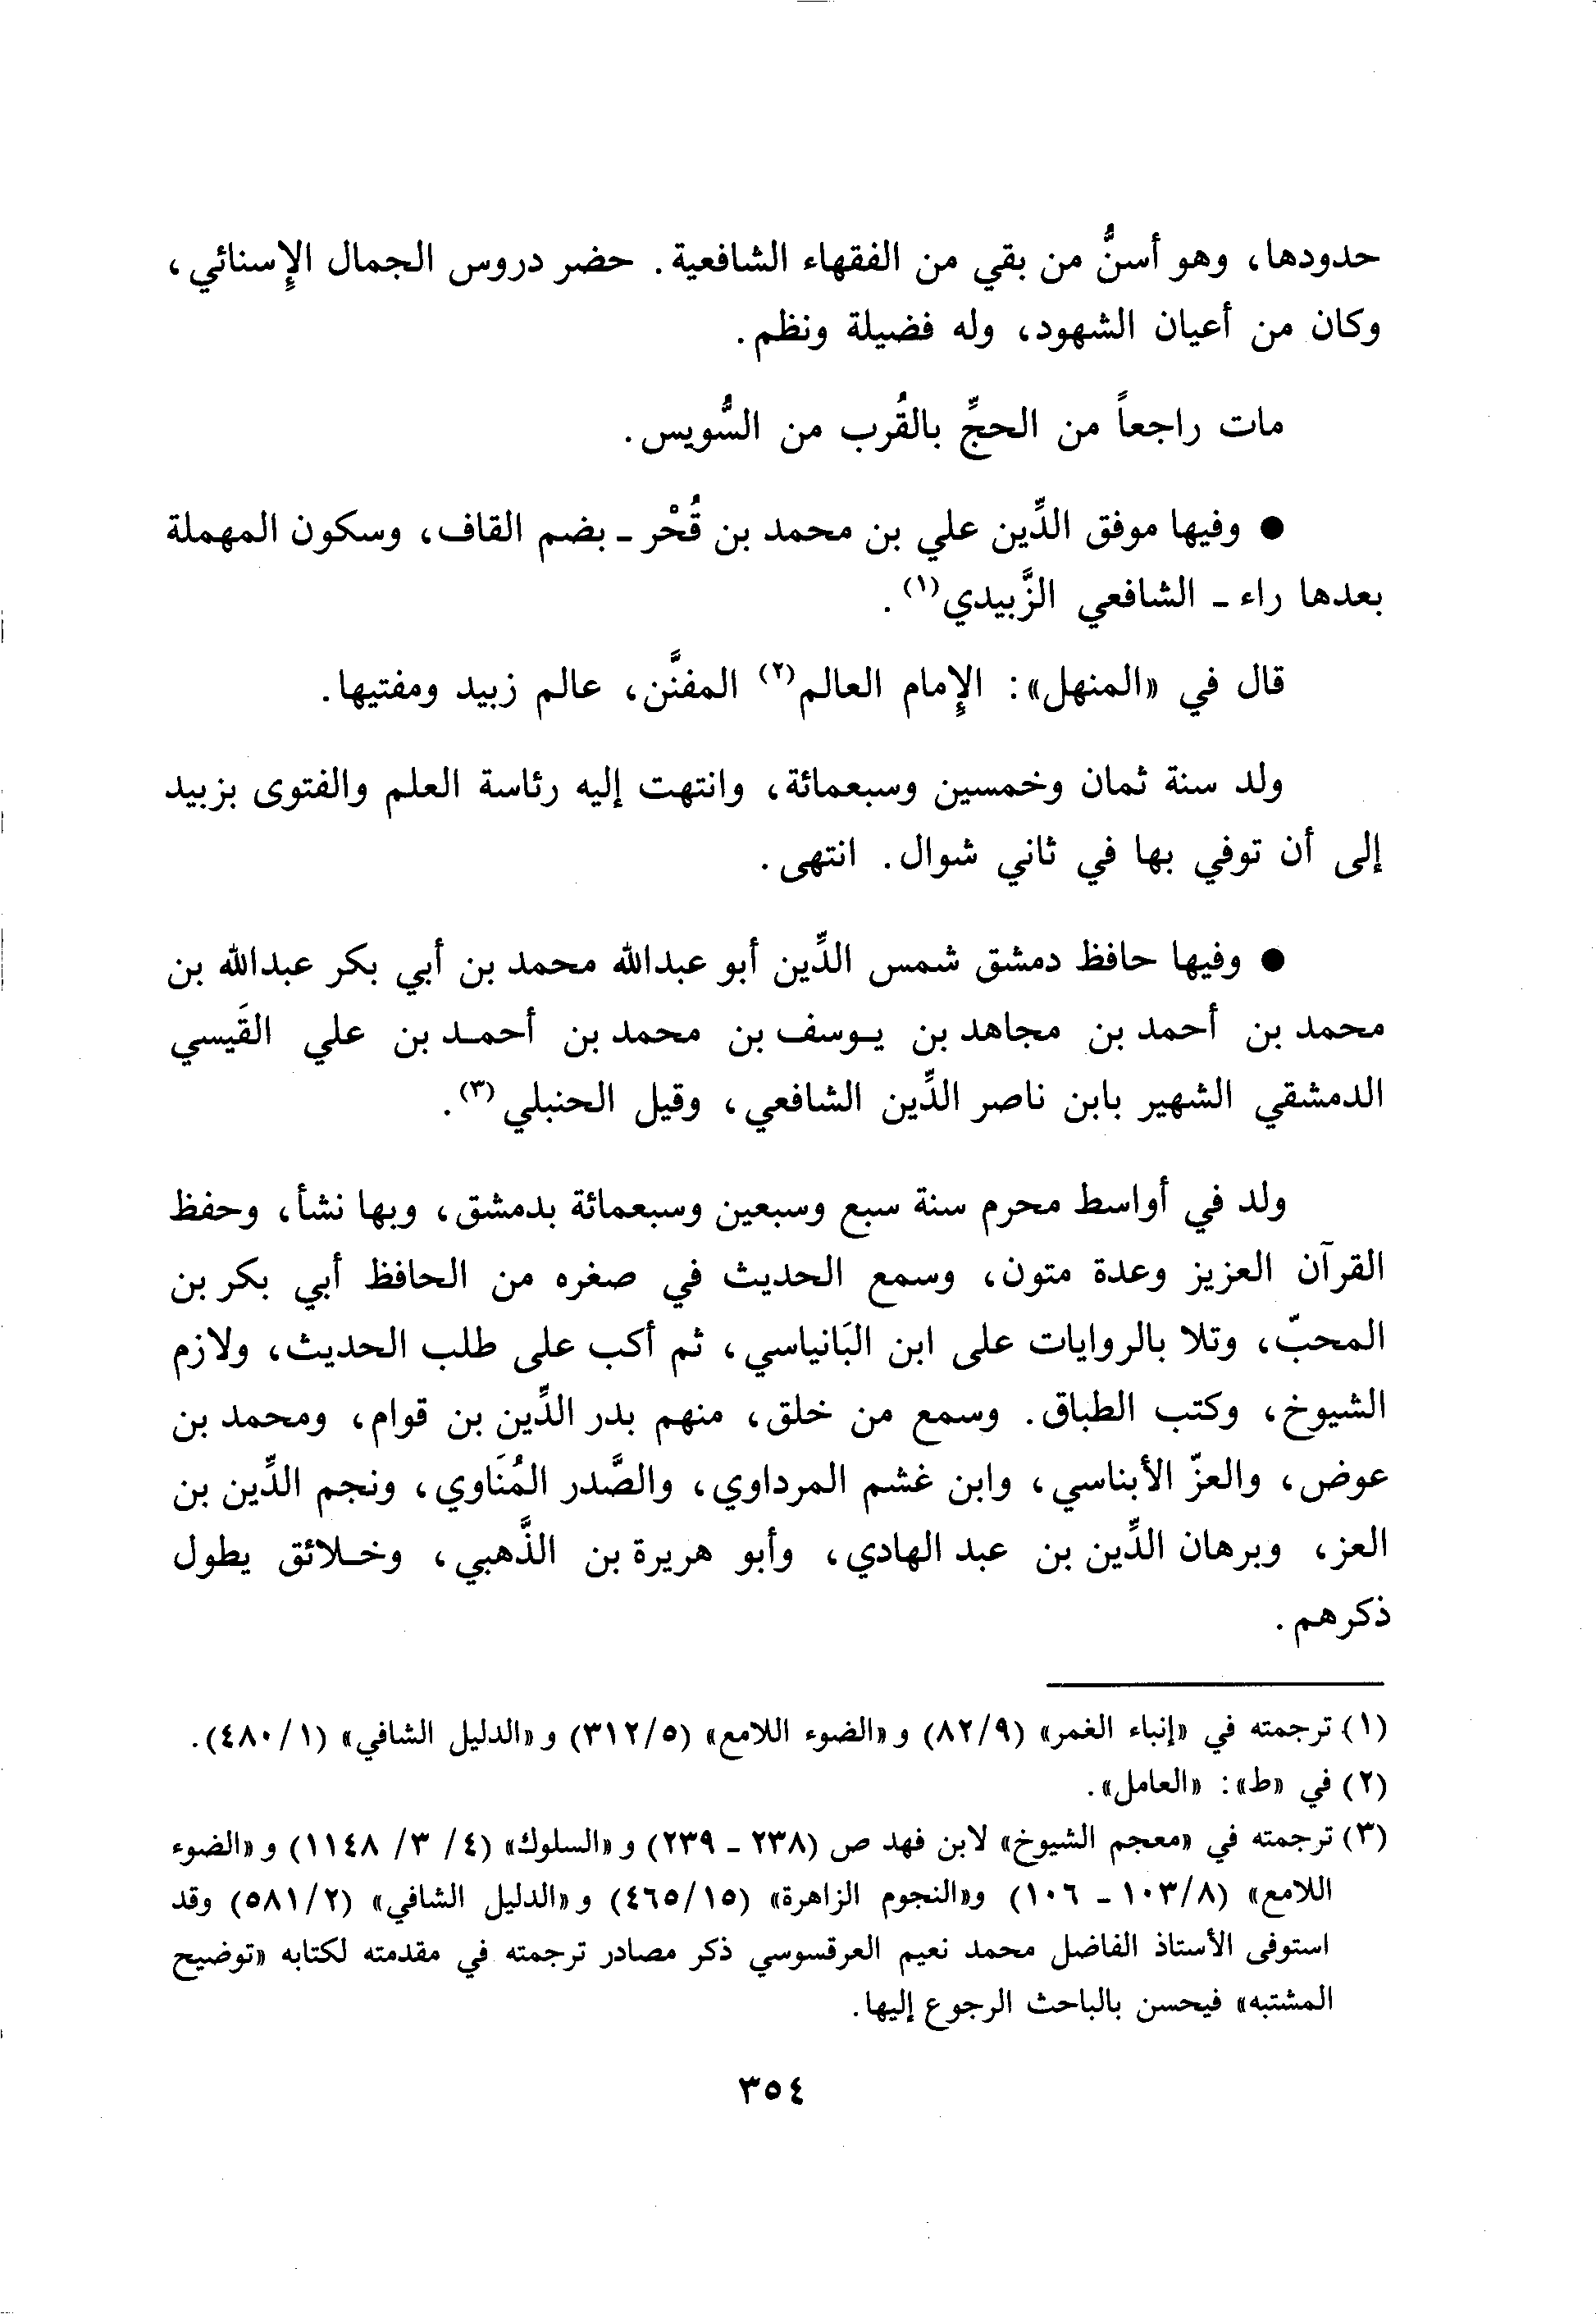 حدودها، وهو أسنُّ من بقي من الفقهاء الشافعية. حضر دروس الجمال الإِسنائي،
وكان من أعيان الشهود، وله فضيلة ونظم.
مات راجعاً من الحجِّ بالقُرب من السُّويس.
● وفيها موفق الدِّين علي بن محمد بن قُحْر ـ بضم القاف، وسكون المهملة
بعدها راء ـ الشافعي الزَّبيدي(١).
قال في «المنهل»: الإِمام العالم(٢) المفنَّن، عالم زبيد ومفتيها.
ولد سنة ثمان وخمسين وسبعمائة، وانتهت إليه رئاسة العلم والفتوى بزبيد
إلى أن توفي بها في ثاني شوال. انتهى.
● وفيها حافظ دمشق شمس الدِّين أبو عبدالله محمد بن أبي بكر عبدالله بن
محمد بن أحمد بن مجاهد بن يوسف بن محمد بن أحمد بن علي القَيسي
الدمشقي الشهير بابن ناصر الدِّين الشافعي، وقيل الحنبلي(٣).
ولد في أواسط محرم سنة سبع وسبعين وسبعمائة بدمشق، وبها نشأ، وحفظ
القرآن العزيز وعدة متون، وسمع الحديث في صغره من الحافظ أبي بكر بن
المحبّ، وتلا بالروايات على ابن البَانياسي، ثم أكب على طلب الحديث، ولازم
الشيوخ، وكتب الطباق. وسمع من خلق، منهم بدر الدِّين بن قوام، ومحمد بن
عوض، والعزّ الأبناسي، وابن غشم المرداوي، والصَّدر المُنَاوي، ونجم الدِّين بن
العز، وبرهان الدِّين بن عبد الهادي، وأبو هريرة بن الذَّهبي، وخلائق يطول
ذكرهم.
(١) ترجمته في «إنباء الغمر» (٨٢/٩) و«الضوء اللامع» (٣١٢/٥) و«الدليل الشافي» (٤٨٠/١).
(٢) في «ط»: «العامل».
(٣) ترجمته في «معجم الشيوخ» لابن فهد ص (٢٣٨ ـ ٢٣٩) و«السلوك» (٤/ ٣/ ١١٤٨) و«الضوء
اللامع» (١٠٣/٨ ـ ١٠٦) و«النجوم الزاهرة» (٤٦٥/١٥) و«الدليل الشافي» (٥٨١/٢) وقد
استوفى الأستاذ الفاضل محمد نعيم العرقسوسي ذكر مصادر ترجمته في مقدمته لكتابه «توضيح
المشتبه» فيحسن بالباحث الرجوع إليها.
٣٥٤